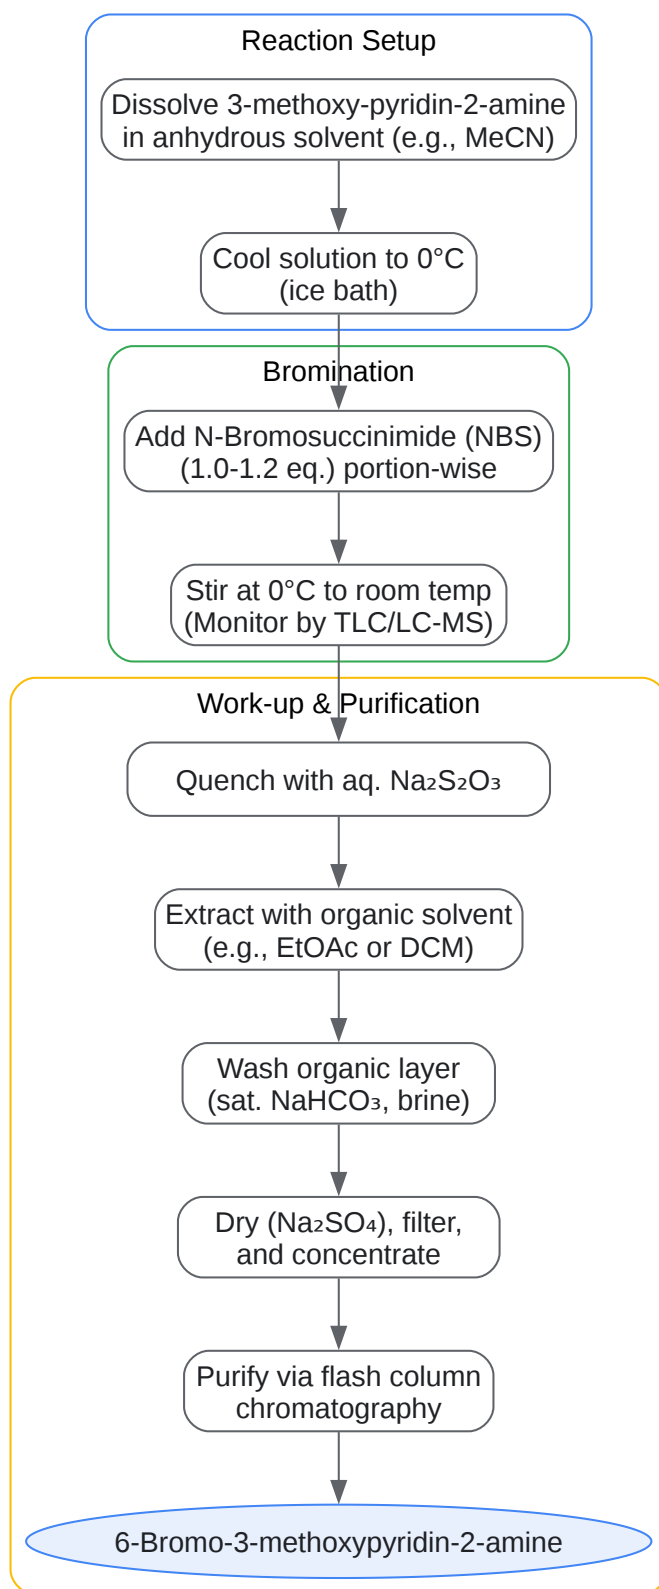 Reaction Setup
Dissolve 3-methoxy-pyridin-2-amine
in anhydrous solvent (e.g., MeCN)
Cool solution to 0°C
(ice bath)
Bromination
Add N-Bromosuccinimide (NBS)
(1.0-1.2 eq.) portion-wise
Stir at 0°C to room temp
(Monitor by TLC/LC-MS)
Work-up & Purification
Quench with aq. Na₂S₂O₃
Extract with organic solvent
(e.g., EtOAc or DCM)
Wash organic layer
(sat. NaHCO₃, brine)
Dry (Na₂SO₄), filter,
and concentrate
Purify via flash column
chromatography
6-Bromo-3-methoxypyridin-2-amine